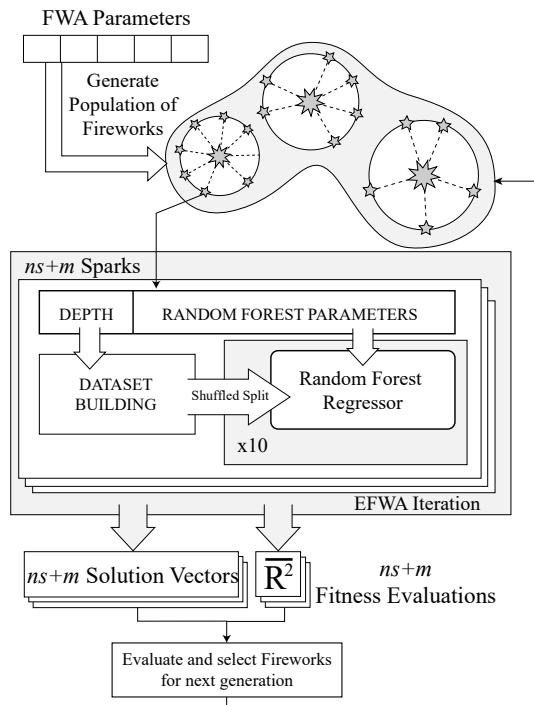 FWA Parameters
Generate
Population of
Fireworks
ns+m Sparks
DEPTH
RANDOM FOREST PARAMETERS
DATASET
BUILDING
Shuffled Split
Random Forest
Regressor
x10
EFWA Iteration
ns+m Solution Vectors
R²
ns+m
Fitness Evaluations
Evaluate and select Fireworks
for next generation